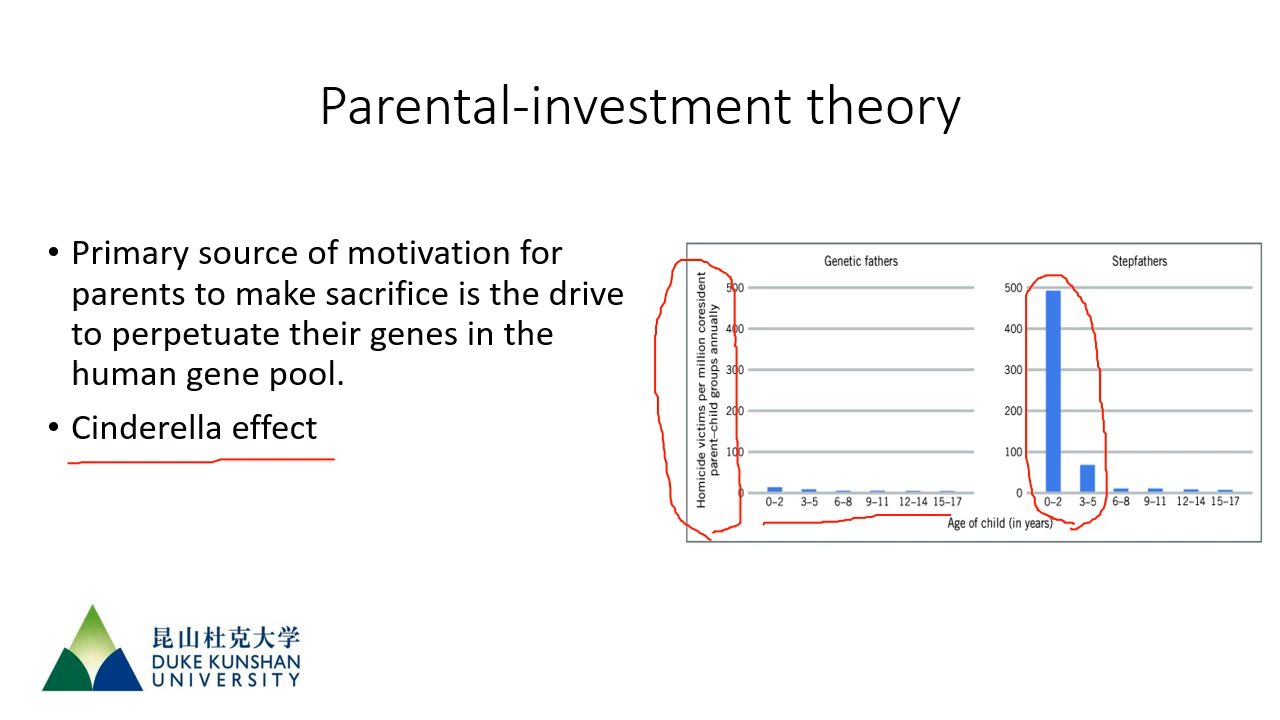 Parental-investment theory
• Primary source of motivation for
parents to make sacrifice is the drive
to perpetuate their genes in the
human gene pool.
• Cinderella effect
Homicide victims per million coresident
parent–child groups annually
Genetic fathers
500
400
300
200
100
0
0–2 3–5 6–8 9–11 12–14 15–17
Stepfathers
500
400
300
200
100
0
0–2 3–5 6–8 9–11 12–14 15–17
Age of child (in years)
昆山杜克大学
DUKE KUNSHAN
UNIVERSITY